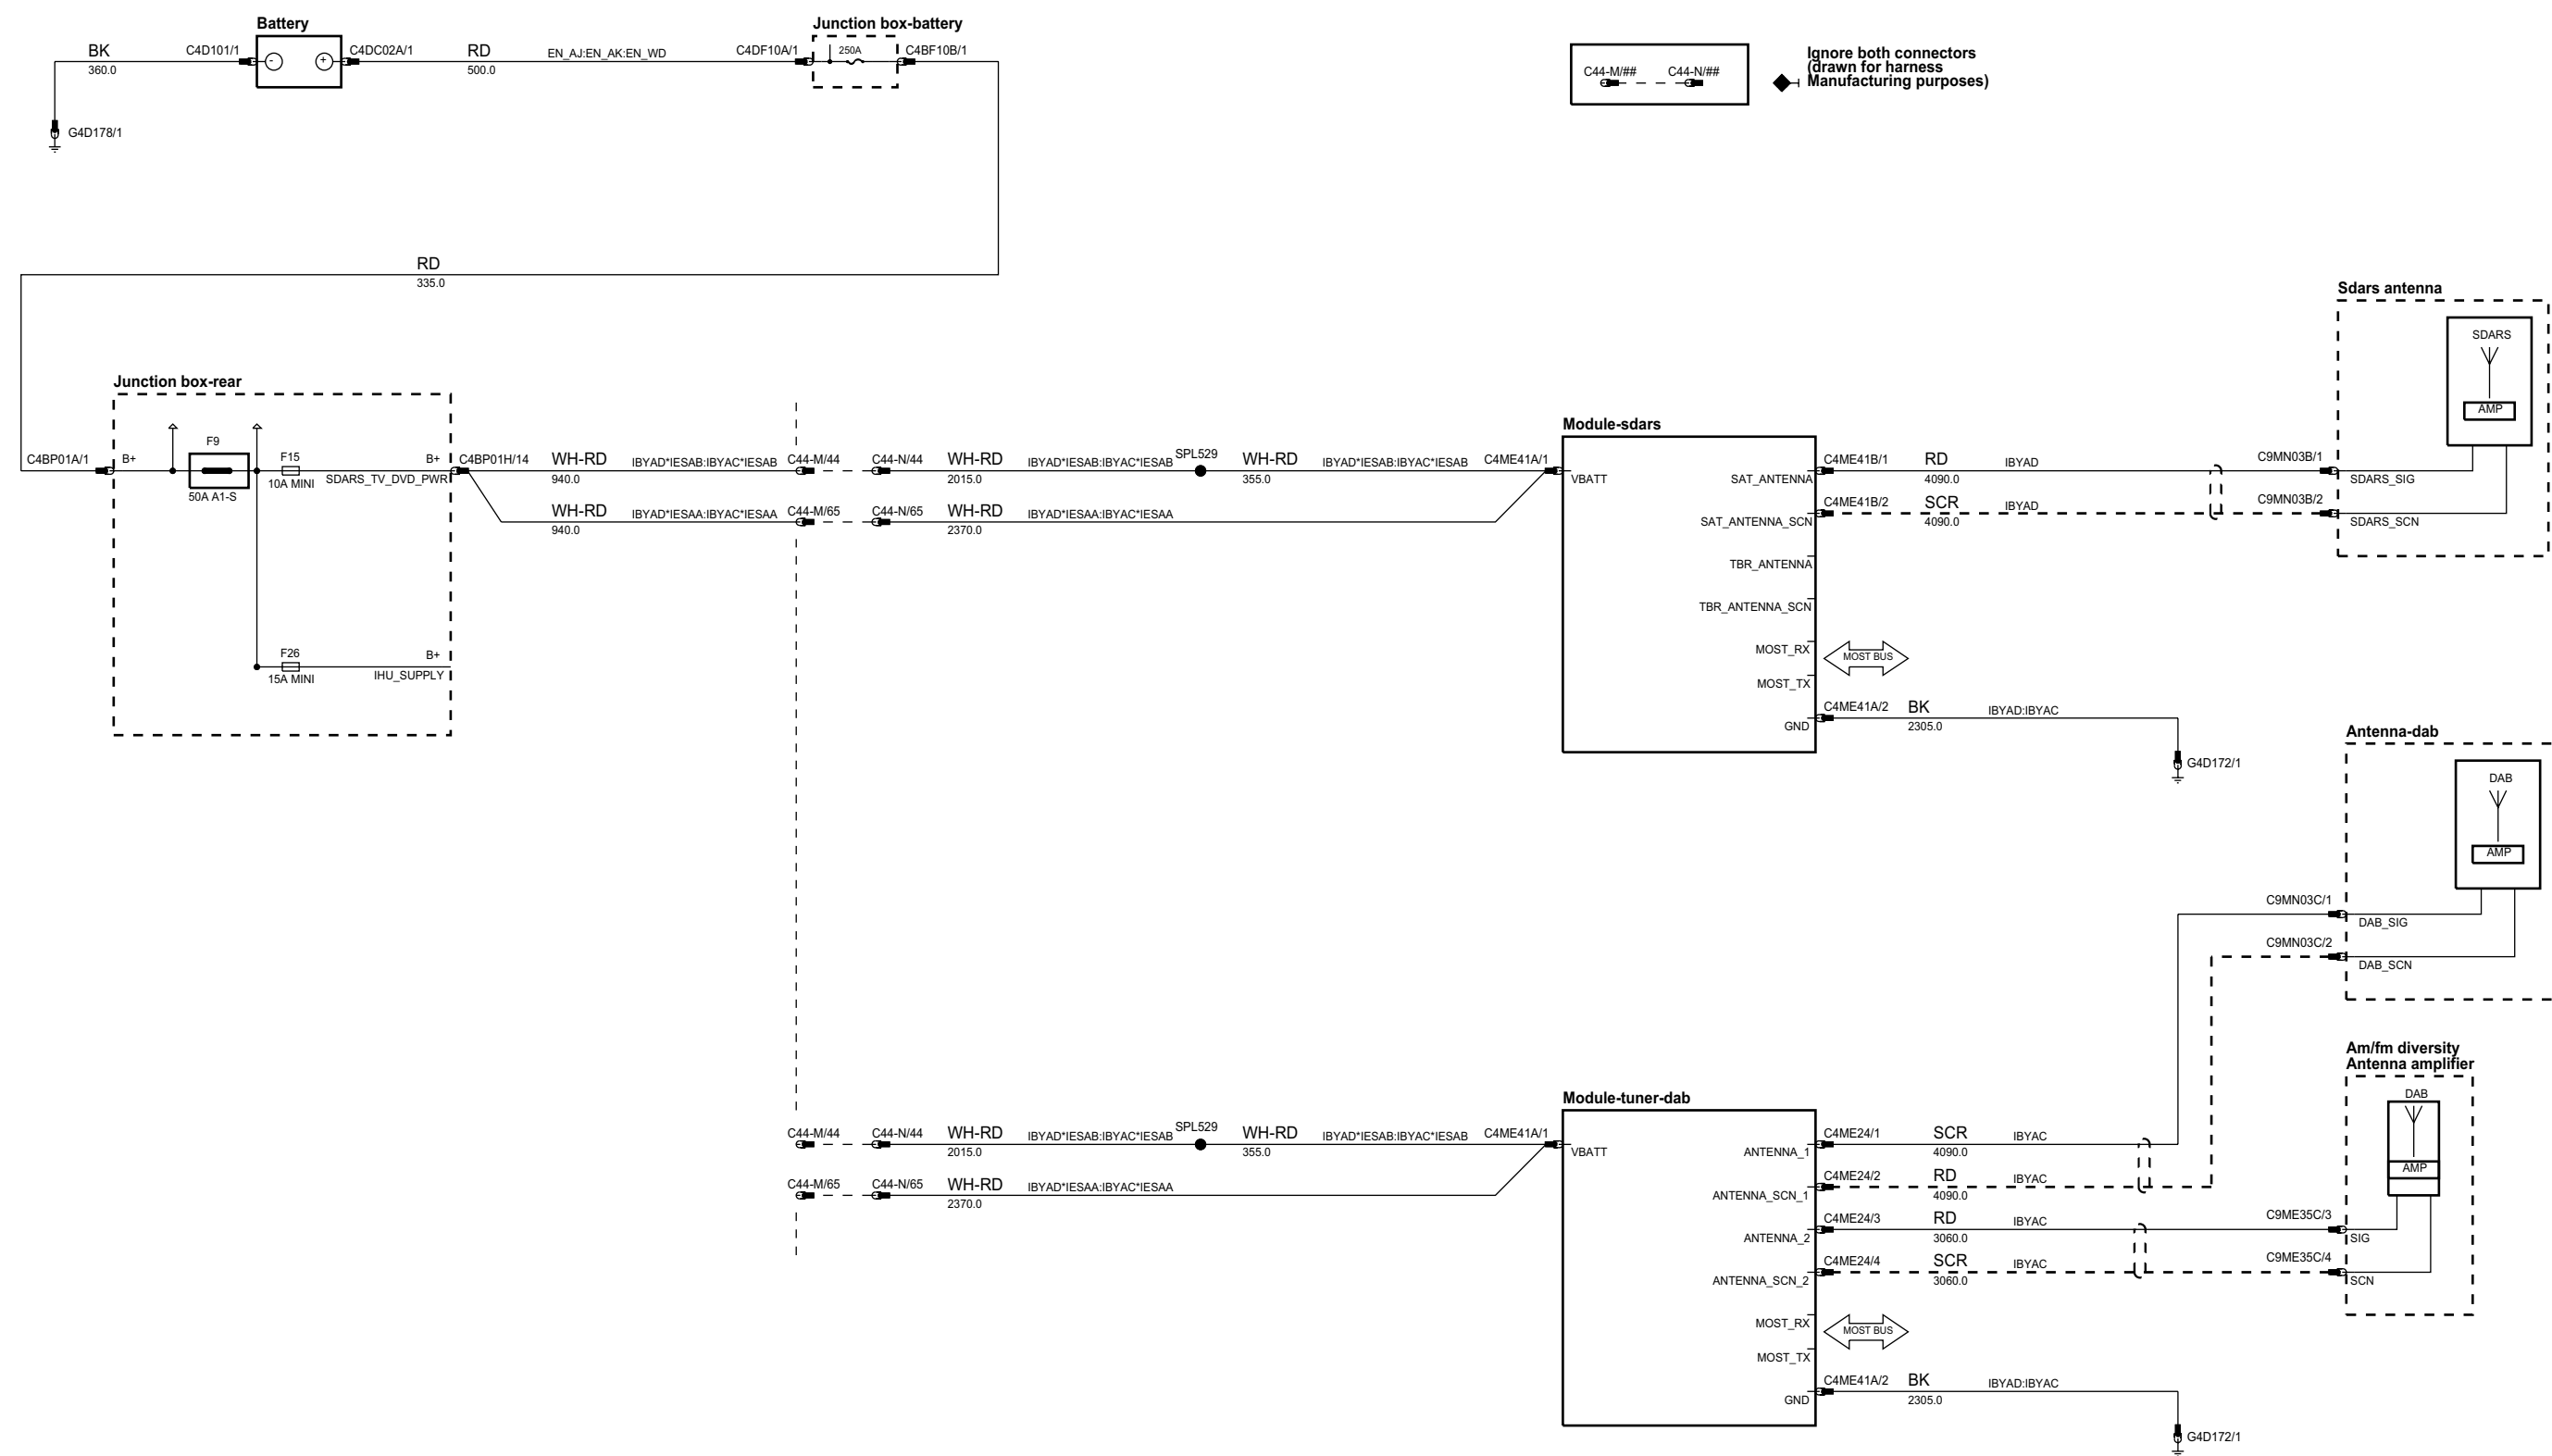 Battery
Junction box-battery
BK
360.0
C4D101/1
-
+
C4DC02A/1
RD
500.0
EN_AJ:EN_AK:EN_WD
C4DF10A/1
250A
C4BF10B/1
G4D178/1
C44-M/##
C44-N/##
Ignore both connectors
(drawn for harness
Manufacturing purposes)
RD
335.0
Sdars antenna
SDARS
AMP
Junction box-rear
C4BP01A/1
B+
F9
50A A1-S
F15
10A MINI
B+
SDARS_TV_DVD_PWR
C4BP01H/14
WH-RD
940.0
IBYAD*IESAB:IBYAC*IESAB
C44-M/44
C44-N/44
WH-RD
2015.0
IBYAD*IESAB:IBYAC*IESAB
SPL529
WH-RD
355.0
IBYAD*IESAB:IBYAC*IESAB
C4ME41A/1
WH-RD
940.0
IBYAD*IESAA:IBYAC*IESAA
C44-M/65
C44-N/65
WH-RD
2370.0
IBYAD*IESAA:IBYAC*IESAA
F26
15A MINI
B+
IHU_SUPPLY
Module-sdars
VBATT
SAT_ANTENNA
C4ME41B/1
RD
4090.0
IBYAD
C9MN03B/1
SDARS_SIG
SAT_ANTENNA_SCN
C4ME41B/2
SCR
4090.0
IBYAD
C9MN03B/2
SDARS_SCN
TBR_ANTENNA
TBR_ANTENNA_SCN
MOST_RX
MOST BUS
MOST_TX
GND
C4ME41A/2
BK
2305.0
IBYAD:IBYAC
G4D172/1
Antenna-dab
DAB
AMP
C9MN03C/1
DAB_SIG
C9MN03C/2
DAB_SCN
Am/fm diversity
Antenna amplifier
DAB
AMP
C44-M/44
C44-N/44
WH-RD
2015.0
IBYAD*IESAB:IBYAC*IESAB
SPL529
WH-RD
355.0
IBYAD*IESAB:IBYAC*IESAB
C4ME41A/1
C44-M/65
C44-N/65
WH-RD
2370.0
IBYAD*IESAA:IBYAC*IESAA
Module-tuner-dab
VBATT
ANTENNA_1
C4ME24/1
SCR
4090.0
IBYAC
ANTENNA_SCN_1
C4ME24/2
RD
4090.0
IBYAC
ANTENNA_2
C4ME24/3
RD
3060.0
IBYAC
C9ME35C/3
SIG
ANTENNA_SCN_2
C4ME24/4
SCR
3060.0
IBYAC
C9ME35C/4
SCN
MOST_RX
MOST BUS
MOST_TX
GND
C4ME41A/2
BK
2305.0
IBYAD:IBYAC
G4D172/1